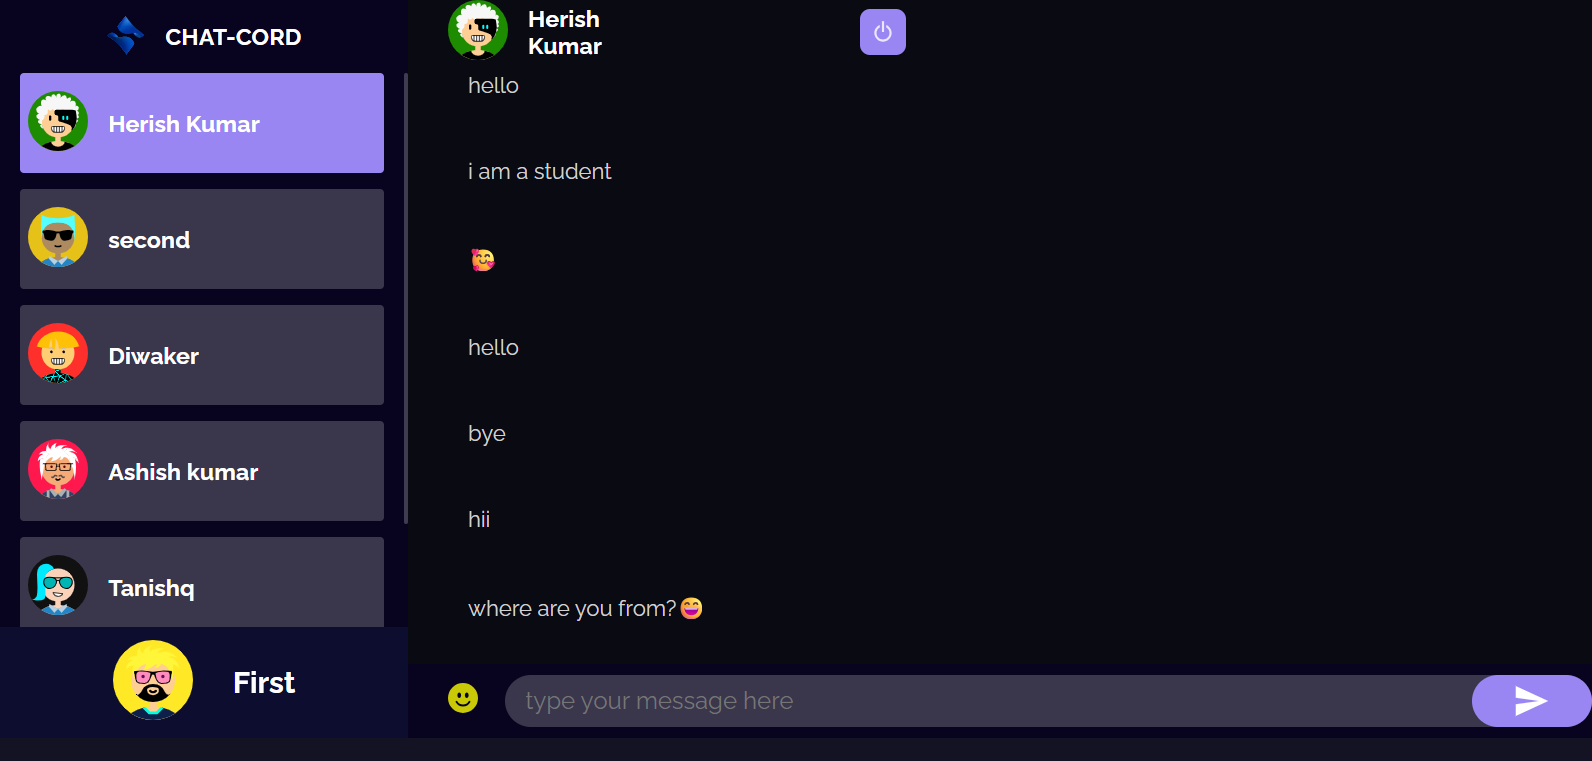 CHAT-CORD
Herish Kumar
second
Diwaker
Ashish kumar
Tanishq
First
Herish
Kumar
hello
i am a student
🥰
hello
bye
hii
where are you from?😄
type your message here